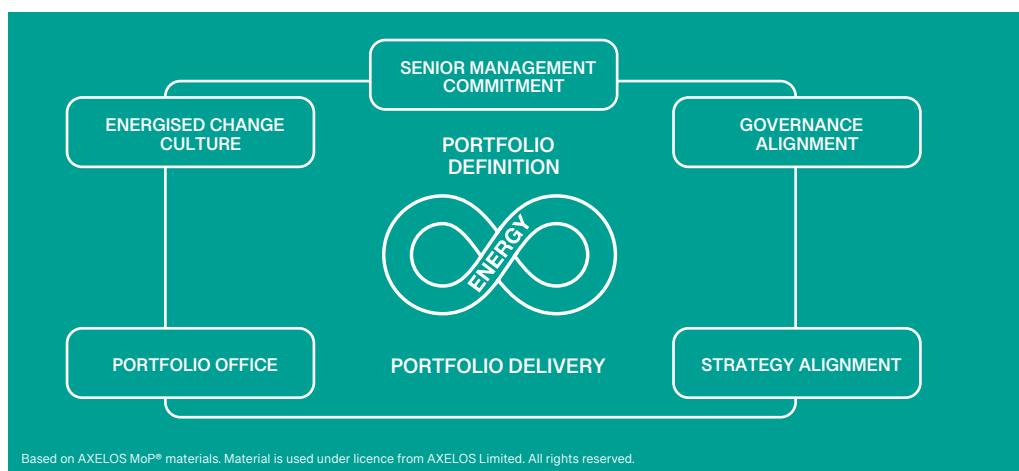 SENIOR MANAGEMENT
COMMITMENT
ENERGISED CHANGE
CULTURE
GOVERNANCE
ALIGNMENT
PORTFOLIO
DEFINITION
ENERGY
PORTFOLIO OFFICE
PORTFOLIO DELIVERY
STRATEGY ALIGNMENT
Based on AXELOS MoP® materials. Material is used under licence from AXELOS Limited. All rights reserved.